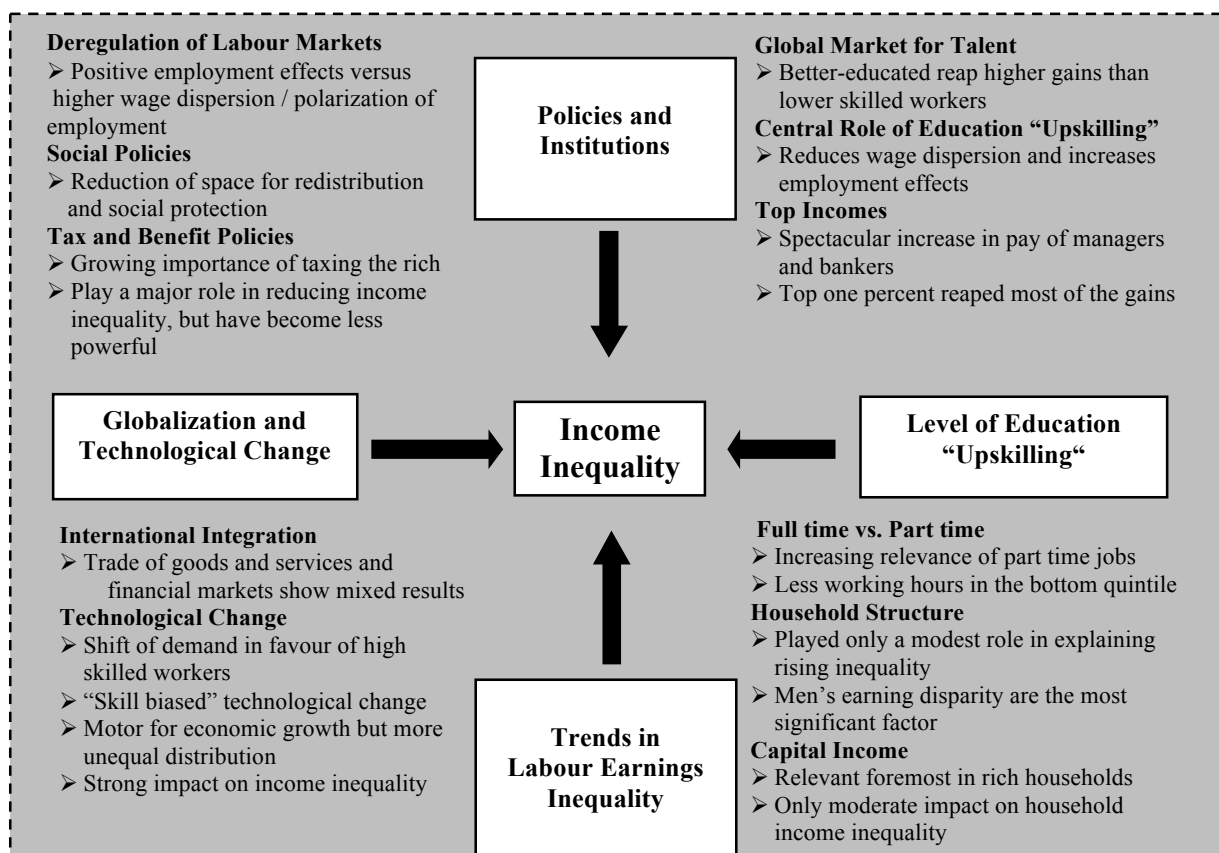 Deregulation of Labour Markets
➢ Positive employment effects versus
higher wage dispersion / polarization of
employment
Social Policies
➢ Reduction of space for redistribution
and social protection
Tax and Benefit Policies
➢ Growing importance of taxing the rich
➢ Play a major role in reducing income
inequality, but have become less
powerful
Policies and
Institutions
Global Market for Talent
➢ Better-educated reap higher gains than
lower skilled workers
Central Role of Education “Upskilling”
➢ Reduces wage dispersion and increases
employment effects
Top Incomes
➢ Spectacular increase in pay of managers
and bankers
➢ Top one percent reaped most of the gains
Globalization and
Technological Change
Income
Inequality
Level of Education
“Upskilling“
International Integration
➢ Trade of goods and services and
financial markets show mixed results
Technological Change
➢ Shift of demand in favour of high
skilled workers
➢ “Skill biased” technological change
➢ Motor for economic growth but more
unequal distribution
➢ Strong impact on income inequality
Trends in
Labour Earnings
Inequality
Full time vs. Part time
➢ Increasing relevance of part time jobs
➢ Less working hours in the bottom quintile
Household Structure
➢ Played only a modest role in explaining
rising inequality
➢ Men’s earning disparity are the most
significant factor
Capital Income
➢ Relevant foremost in rich households
➢ Only moderate impact on household
income inequality